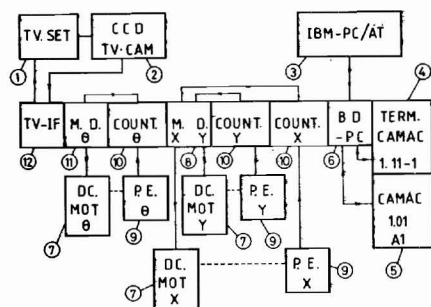 TV. SET
C C D
TV·CAM
IBM-PC/AT
①
②
③
④
TV-IF
M. D.
θ
COUNT.
θ
M. D.
X Y
COUNT.
Y
COUNT.
X
B D
-PC
TERM.
CAMAC
1.11-1
⑫
⑪
⑩
⑧
⑩
⑩
⑥
DC.
MOT
θ
P.E.
θ
DC.
MOT
Y
P.E.
Y
CAMAC
1.01
A1
⑦
⑨
⑦
⑨
⑤
DC.
MOT
X
P.E.
X
⑦
⑨